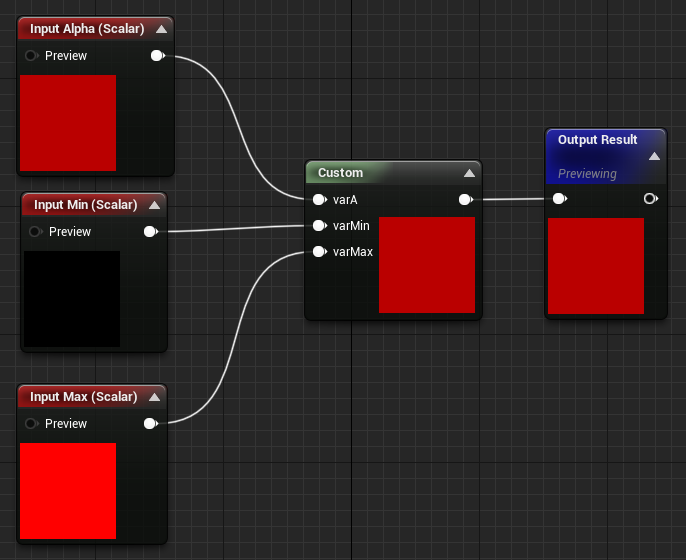 Input Alpha (Scalar)
Preview
Input Min (Scalar)
Preview
Input Max (Scalar)
Preview
Custom
varA
varMin
varMax
Output Result
Previewing